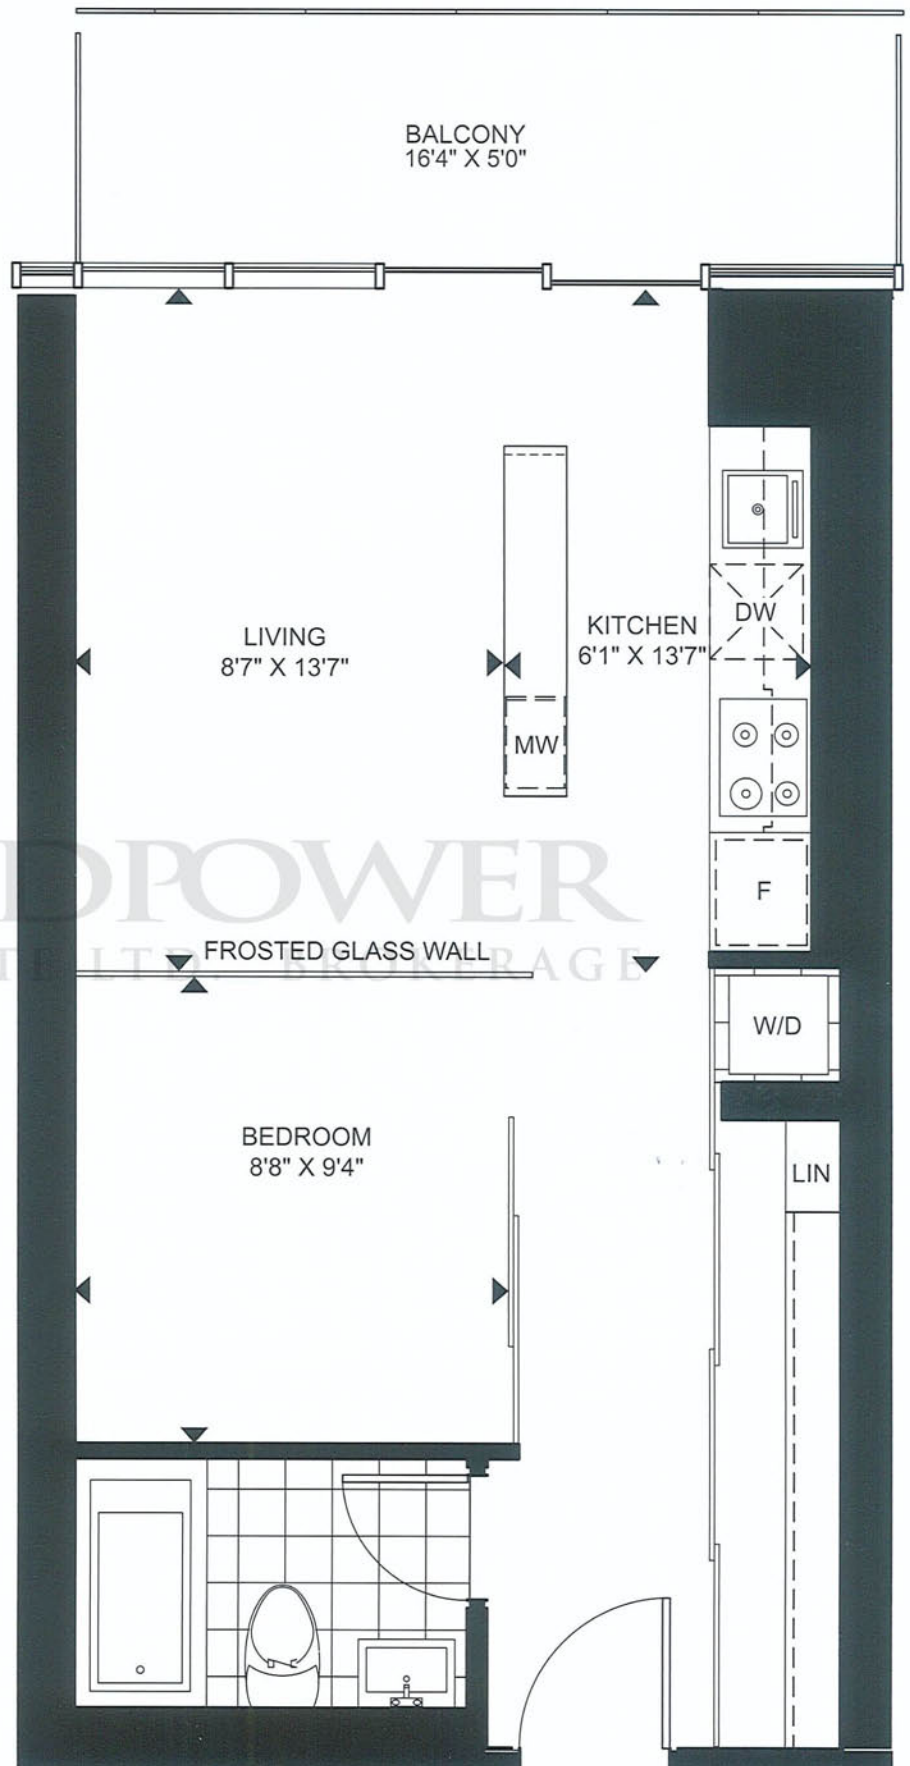 BALCONY
16'4" X 5'0"
LIVING
8'7" X 13'7"
KITCHEN
6'1" X 13'7"
DW
MW
F
DPOWER
FROSTED GLASS WALL
LTD. BROKERAGE
W/D
BEDROOM
8'8" X 9'4"
LIN